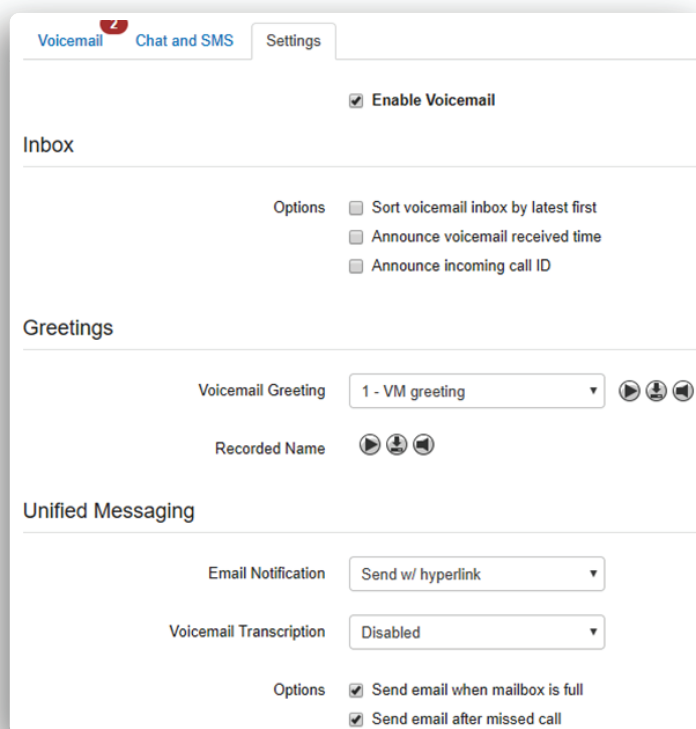 2
Voicemail Chat and SMS Settings
Enable Voicemail
Inbox
Options Sort voicemail inbox by latest first
Announce voicemail received time
Announce incoming call ID
Greetings
Voicemail Greeting 1 - VM greeting
Recorded Name
Unified Messaging
Email Notification Send w/ hyperlink
Voicemail Transcription Disabled
Options Send email when mailbox is full
Send email after missed call